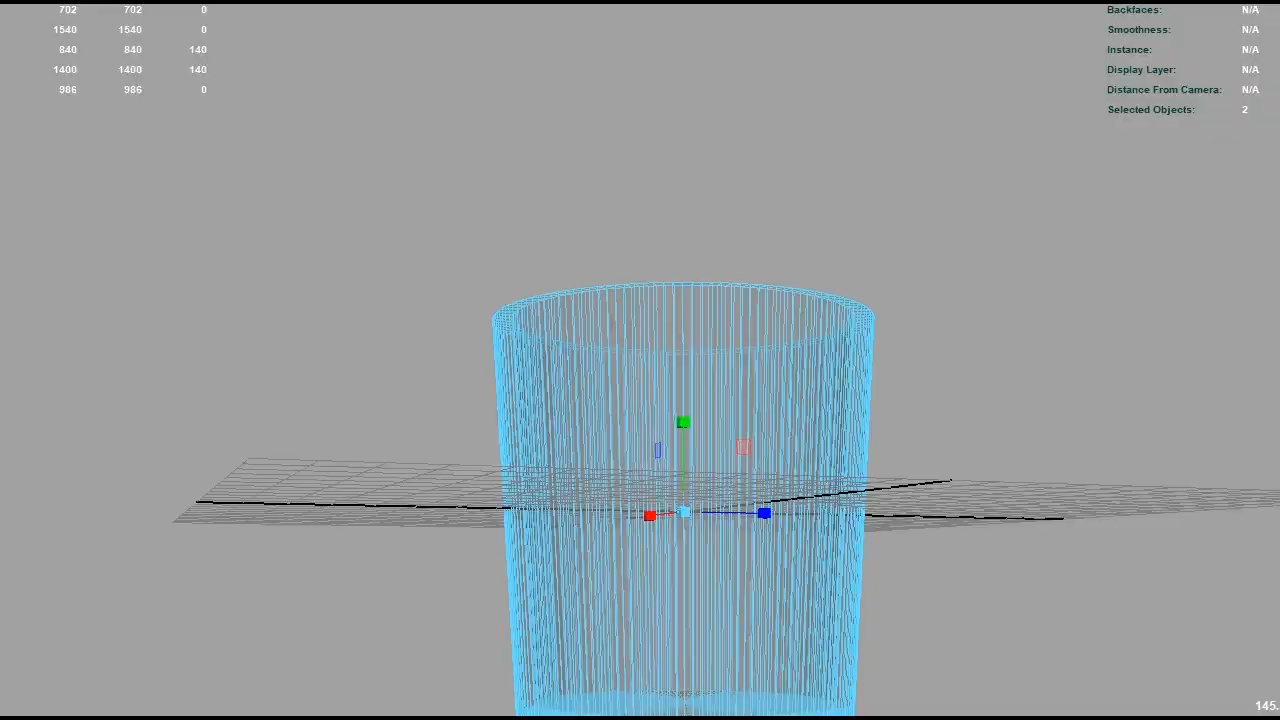 702 702 0
1540 1540 0
840 840 140
1400 1400 140
986 986 0
Backfaces: N/A
Smoothness: N/A
Instance: N/A
Display Layer: N/A
Distance From Camera: N/A
Selected Objects: 2
145.